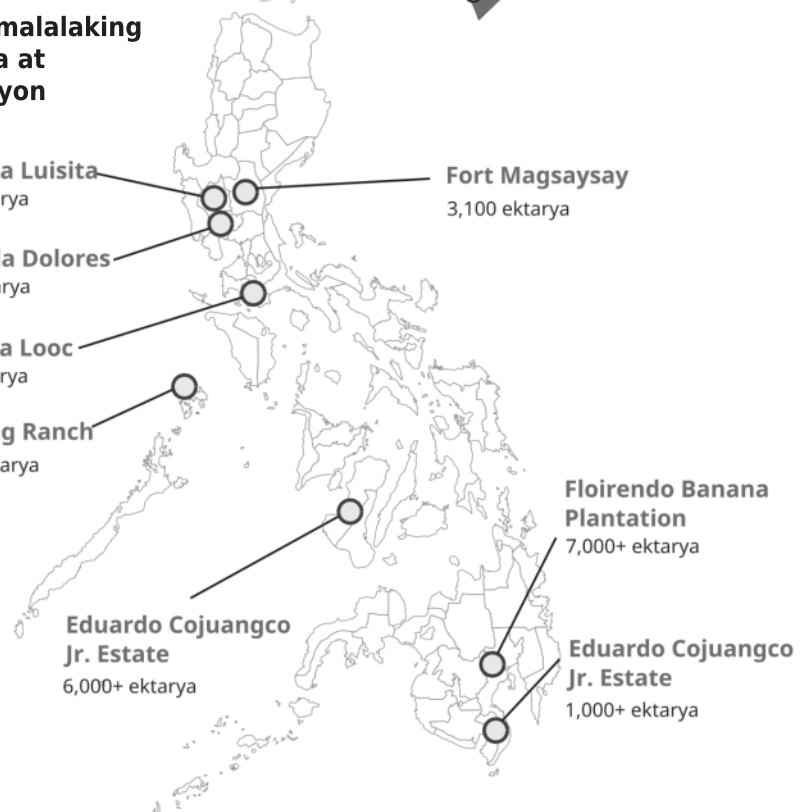 malalaking
a at
yon
a Luisita
rya
Fort Magsaysay
3,100 ektarya
la Dolores
arya
a Looc
rya
g Ranch
arya
Floirendo Banana
Plantation
7,000+ ektarya
Eduardo Cojuangco
Jr. Estate
6,000+ ektarya
Eduardo Cojuangco
Jr. Estate
1,000+ ektarya